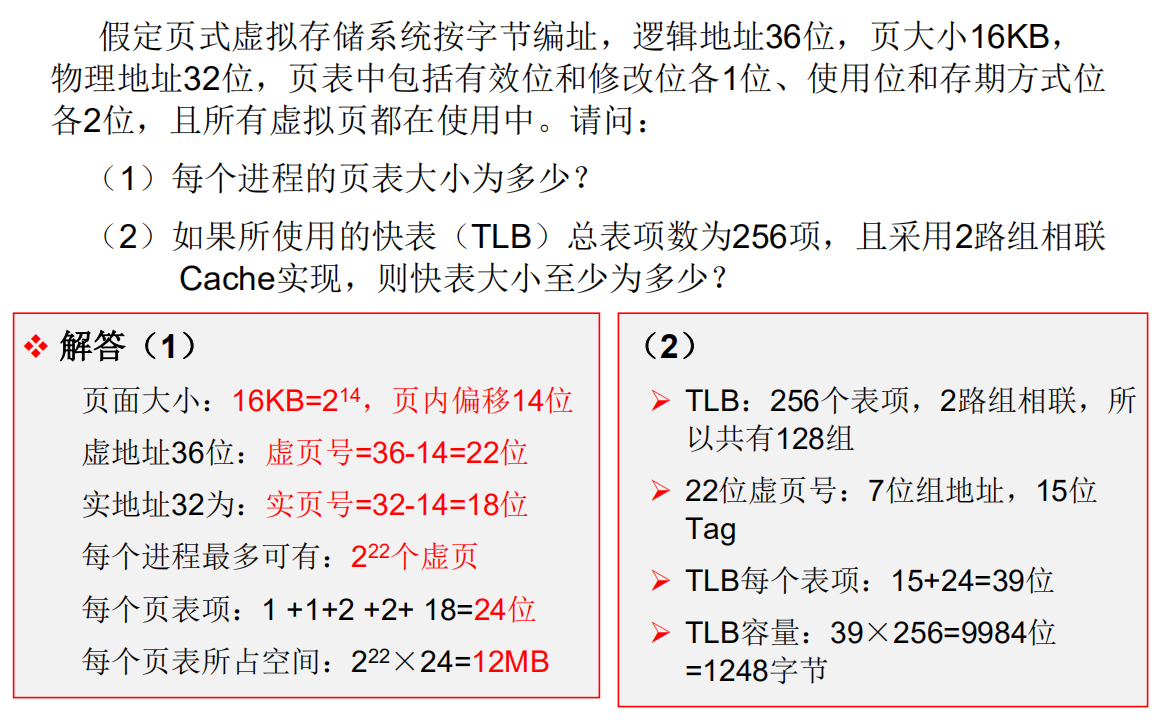 假定页式虚拟存储系统按字节编址，逻辑地址36位，页大小16KB，
物理地址32位，页表中包括有效位和修改位各1位、使用位和存期方式位
各2位，且所有虚拟页都在使用中。请问：
（1）每个进程的页表大小为多少？
（2）如果所使用的快表（TLB）总表项数为256项，且采用2路组相联
Cache实现，则快表大小至少为多少？
❖ 解答（1）
页面大小：16KB=2¹⁴，页内偏移14位
虚地址36位：虚页号=36-14=22位
实地址32为：实页号=32-14=18位
每个进程最多可有：2²²个虚页
每个页表项：1 +1+2 +2+ 18=24位
每个页表所占空间：2²²×24=12MB
（2）
➢ TLB：256个表项，2路组相联，所
以共有128组
➢ 22位虚页号：7位组地址，15位
Tag
➢ TLB每个表项：15+24=39位
➢ TLB容量：39×256=9984位
=1248字节